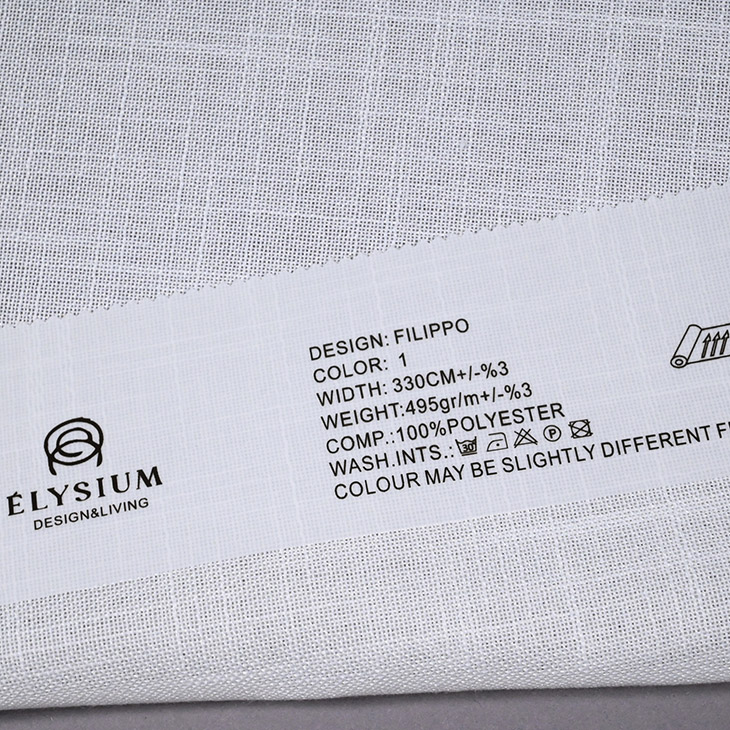 DESIGN: FILIPPO
COLOR: 1
WIDTH: 330CM+/-%3
WEIGHT:495gr/m+/-%3
COMP.:100%POLYESTER
WASH.INTS.: 30 P
COLOUR MAY BE SLIGHTLY DIFFERENT
ÉLYSIUM
DESIGN&LIVING